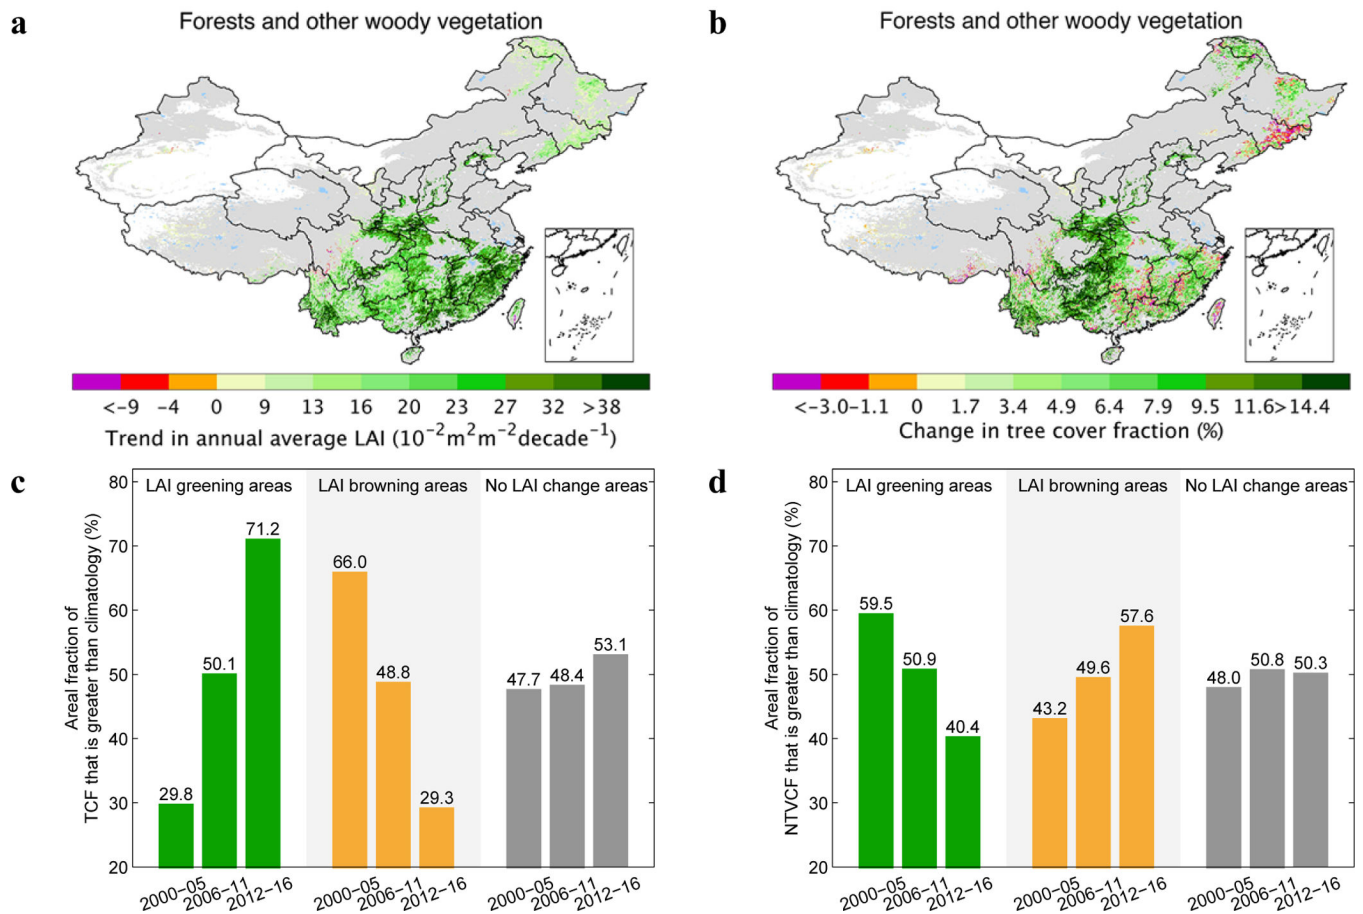 a
Forests and other woody vegetation
<-9 -4 0 9 13 16 20 23 27 32 >38
Trend in annual average LAI (10⁻²m²m⁻²decade⁻¹)
b
Forests and other woody vegetation
<-3.0-1.1 0 1.7 3.4 4.9 6.4 7.9 9.5 11.6>14.4
Change in tree cover fraction (%)
c
Areal fraction of
TCF that is greater than climatology (%)
80
70
60
50
40
30
20
LAI greening areas
LAI browning areas
No LAI change areas
29.8
50.1
71.2
66.0
48.8
29.3
47.7
48.4
53.1
2000-05
2006-11
2012-16
2000-05
2006-11
2012-16
2000-05
2006-11
2012-16
d
Areal fraction of
NTVCF that is greater than climatology (%)
80
70
60
50
40
30
20
LAI greening areas
LAI browning areas
No LAI change areas
59.5
50.9
40.4
43.2
49.6
57.6
48.0
50.8
50.3
2000-05
2006-11
2012-16
2000-05
2006-11
2012-16
2000-05
2006-11
2012-16